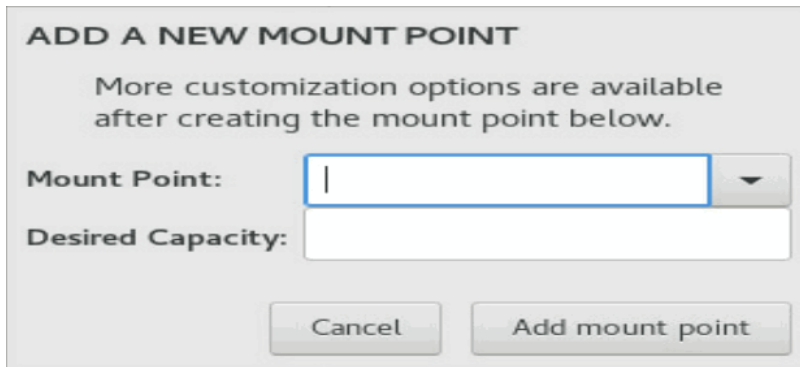 ADD A NEW MOUNT POINT
More customization options are available
after creating the mount point below.
Mount Point:
Desired Capacity:
Cancel Add mount point